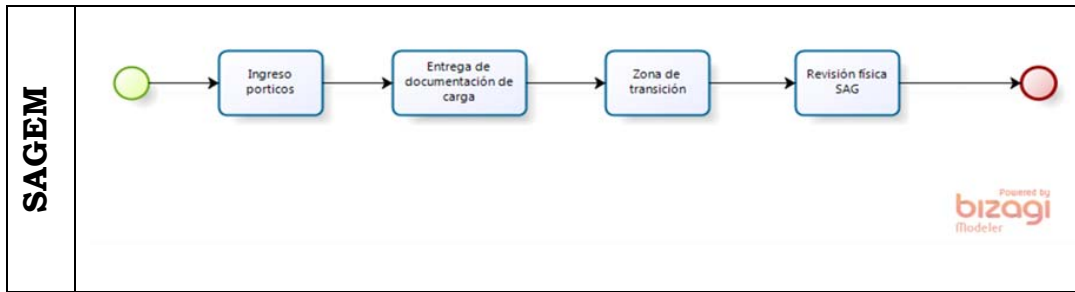 SAGEM
Ingreso
porticos
Entrega de
documentación de
carga
Zona de
transición
Revisión física
SAG
Powered by
bizagi
Modeler